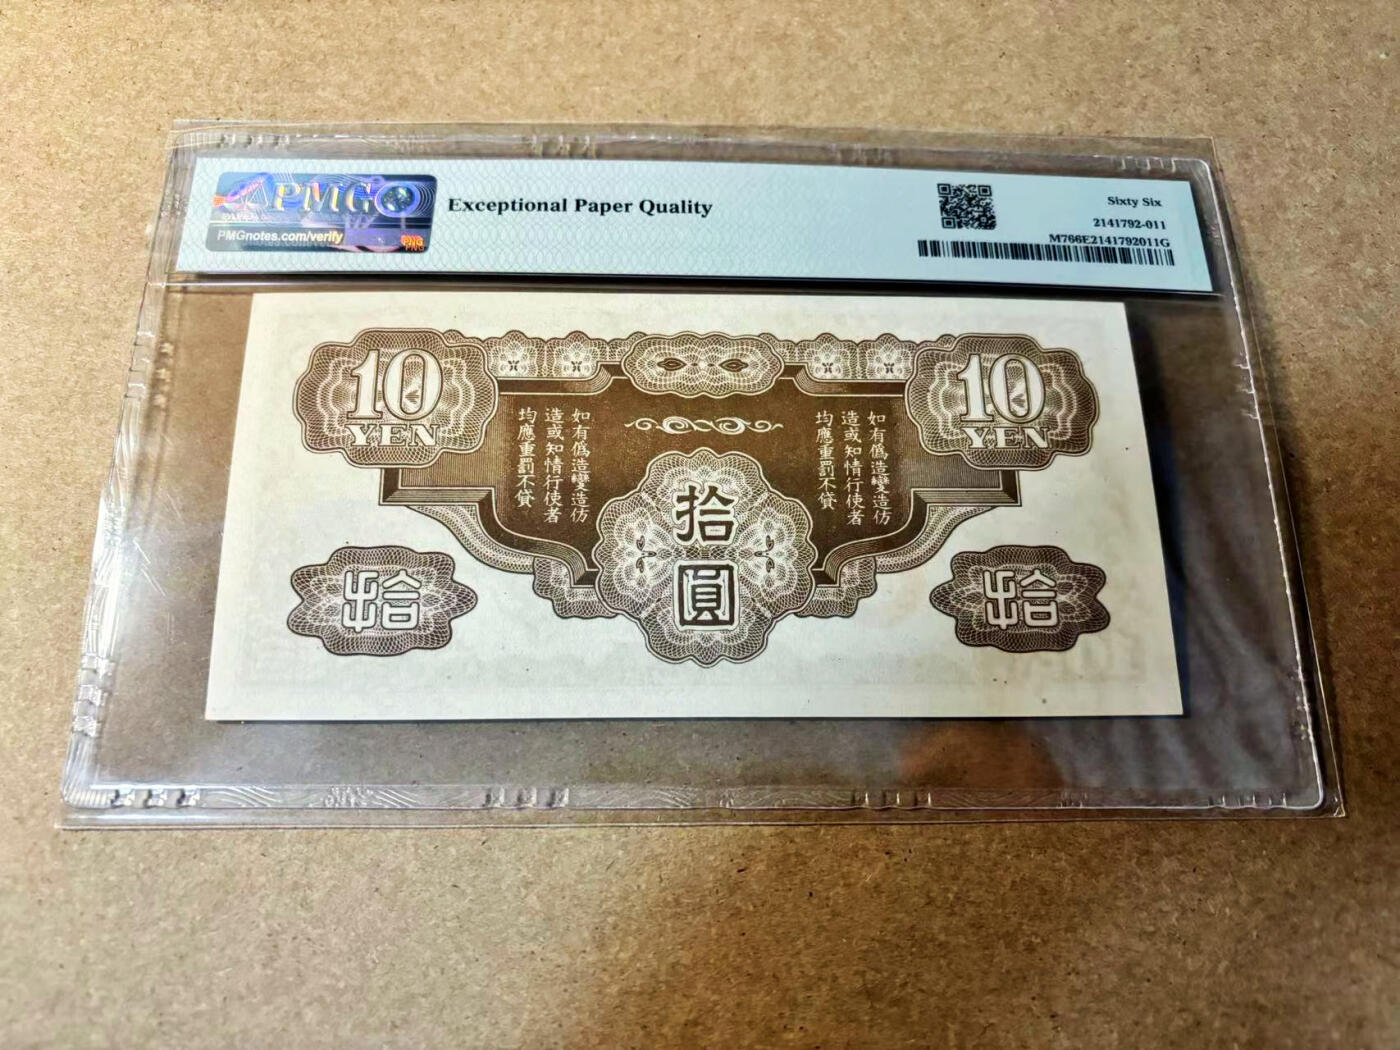 PMG
PMGnotes.com/verify
PMG
Exceptional Paper Quality
Sixty Six
2141792-011
M766E2141792011G
10
YEN
10
YEN
如有僞造變造仿
造或知情行使者
均應重罰不貸
如有僞造變造仿
造或知情行使者
均應重罰不貸
拾
圓
拾
拾